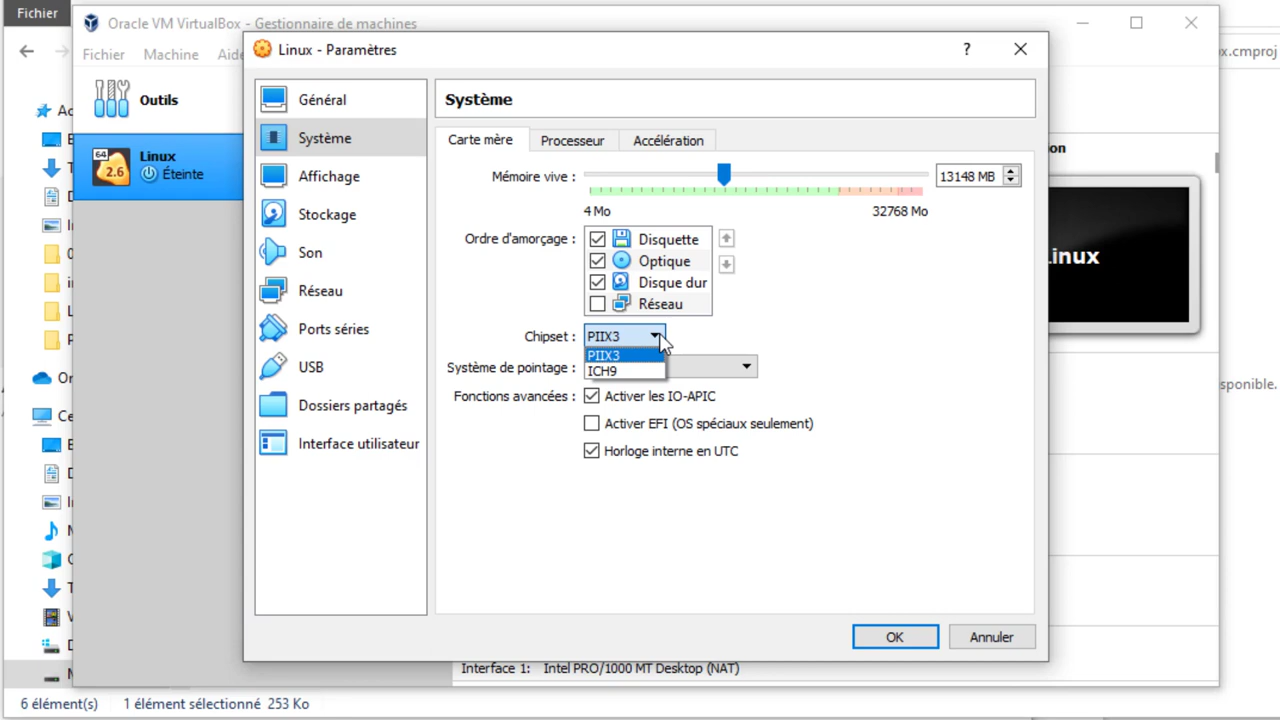 Fichier
Oracle VM VirtualBox - Gestionnaire de machines
Fichier Machine Aide
Outils
64
2.6
Linux
Éteinte
Linux - Paramètres
?
Général
Système
Affichage
Stockage
Son
Réseau
Ports séries
USB
Dossiers partagés
Interface utilisateur
Système
Carte mère Processeur Accélération
Mémoire vive : 13148 MB
4 Mo 32768 Mo
Ordre d'amorçage : Disquette
Optique
Disque dur
Réseau
Chipset : PIIX3
PIIX3
ICH9
Système de pointage :
Fonctions avancées : Activer les IO-APIC
Activer EFI (OS spéciaux seulement)
Horloge interne en UTC
OK Annuler
x.cmproj
on
inux
sponible.
Interface 1: Intel PRO/1000 MT Desktop (NAT)
6 élément(s) 1 élément sélectionné 253 Ko